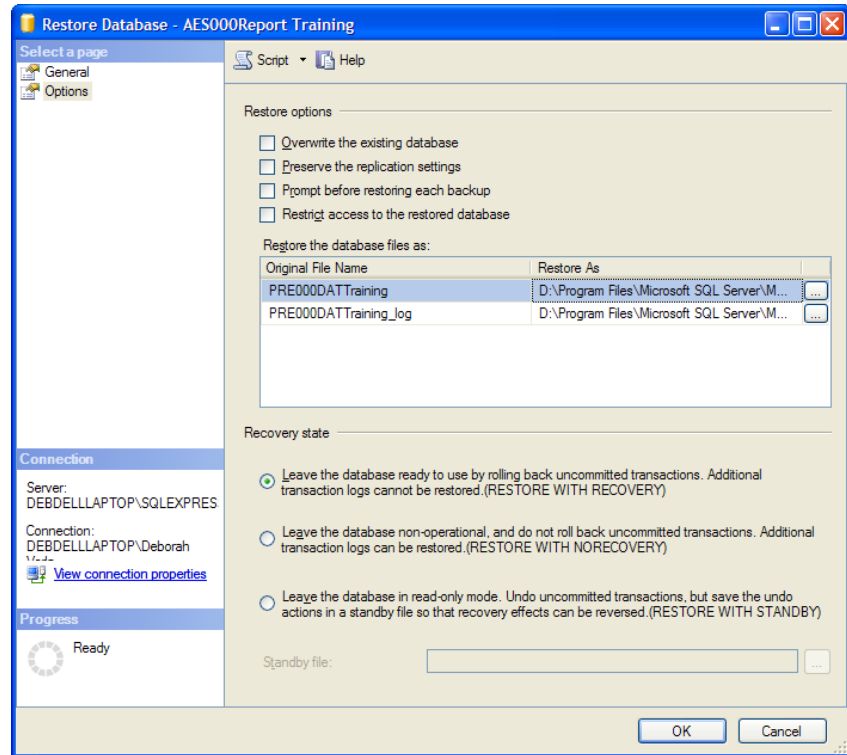 Restore Database - AES000Report Training
Select a page
General
Options
Script
Help
Restore options
Overwrite the existing database
Preserve the replication settings
Prompt before restoring each backup
Restrict access to the restored database
Restore the database files as:
Original File Name Restore As
PRE000DATTraining D:\Program Files\Microsoft SQL Server\M... ...
PRE000DATTraining_log D:\Program Files\Microsoft SQL Server\M... ...
Recovery state
Leave the database ready to use by rolling back uncommitted transactions. Additional
transaction logs cannot be restored.(RESTORE WITH RECOVERY)
Leave the database non-operational, and do not roll back uncommitted transactions. Additional
transaction logs can be restored.(RESTORE WITH NORECOVERY)
Leave the database in read-only mode. Undo uncommitted transactions, but save the undo
actions in a standby file so that recovery effects can be reversed.(RESTORE WITH STANDBY)
Standby file: ...
Connection
Server:
DEBDELLLAPTOP\SQLEXPRES
Connection:
DEBDELLLAPTOP\Deborah
View connection properties
Progress
Ready
OK Cancel